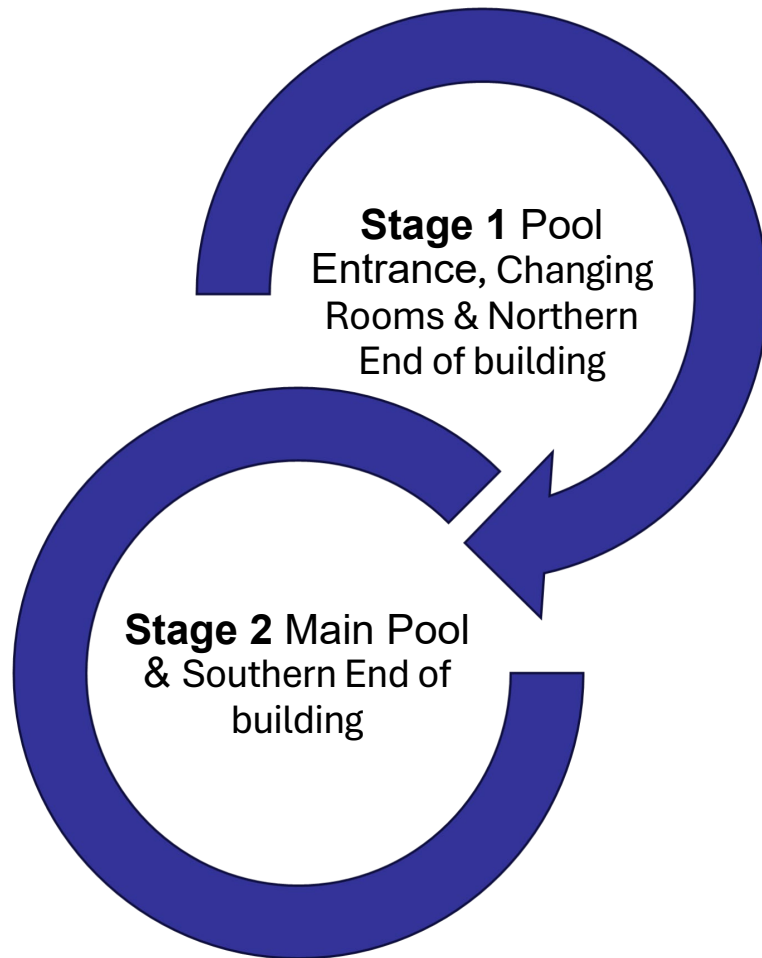 Stage 1 Pool
Entrance, Changing
Rooms & Northern
End of building
Stage 2 Main Pool
& Southern End of
building